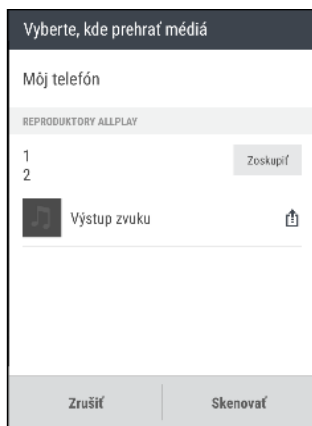 Vyberte, kde prehrať médiá
Môj telefón
REPRODUKTORY ALLPLAY
1
2
Zoskupiť
Výstup zvuku
Zrušiť
Skenovať